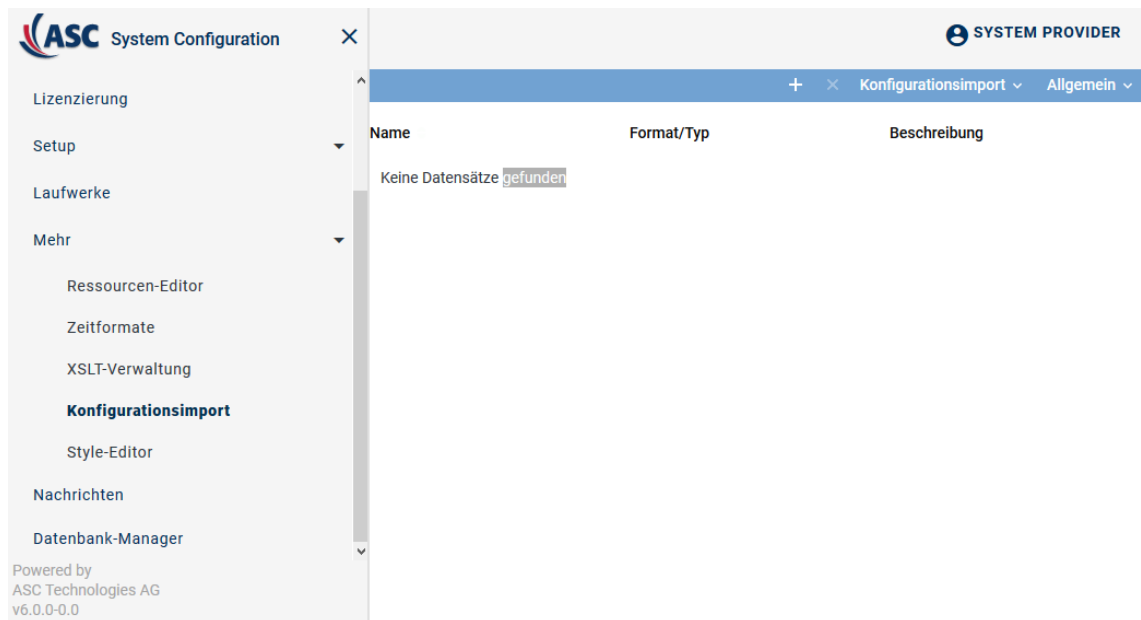 ASC System Configuration
SYSTEM PROVIDER
Konfigurationsimport Allgemein
Lizenzierung
Setup
Laufwerke
Mehr
Ressourcen-Editor
Zeitformate
XSLT-Verwaltung
Konfigurationsimport
Style-Editor
Nachrichten
Datenbank-Manager
Powered by
ASC Technologies AG
v6.0.0-0.0
Name Format/Typ Beschreibung
Keine Datensätze gefunden